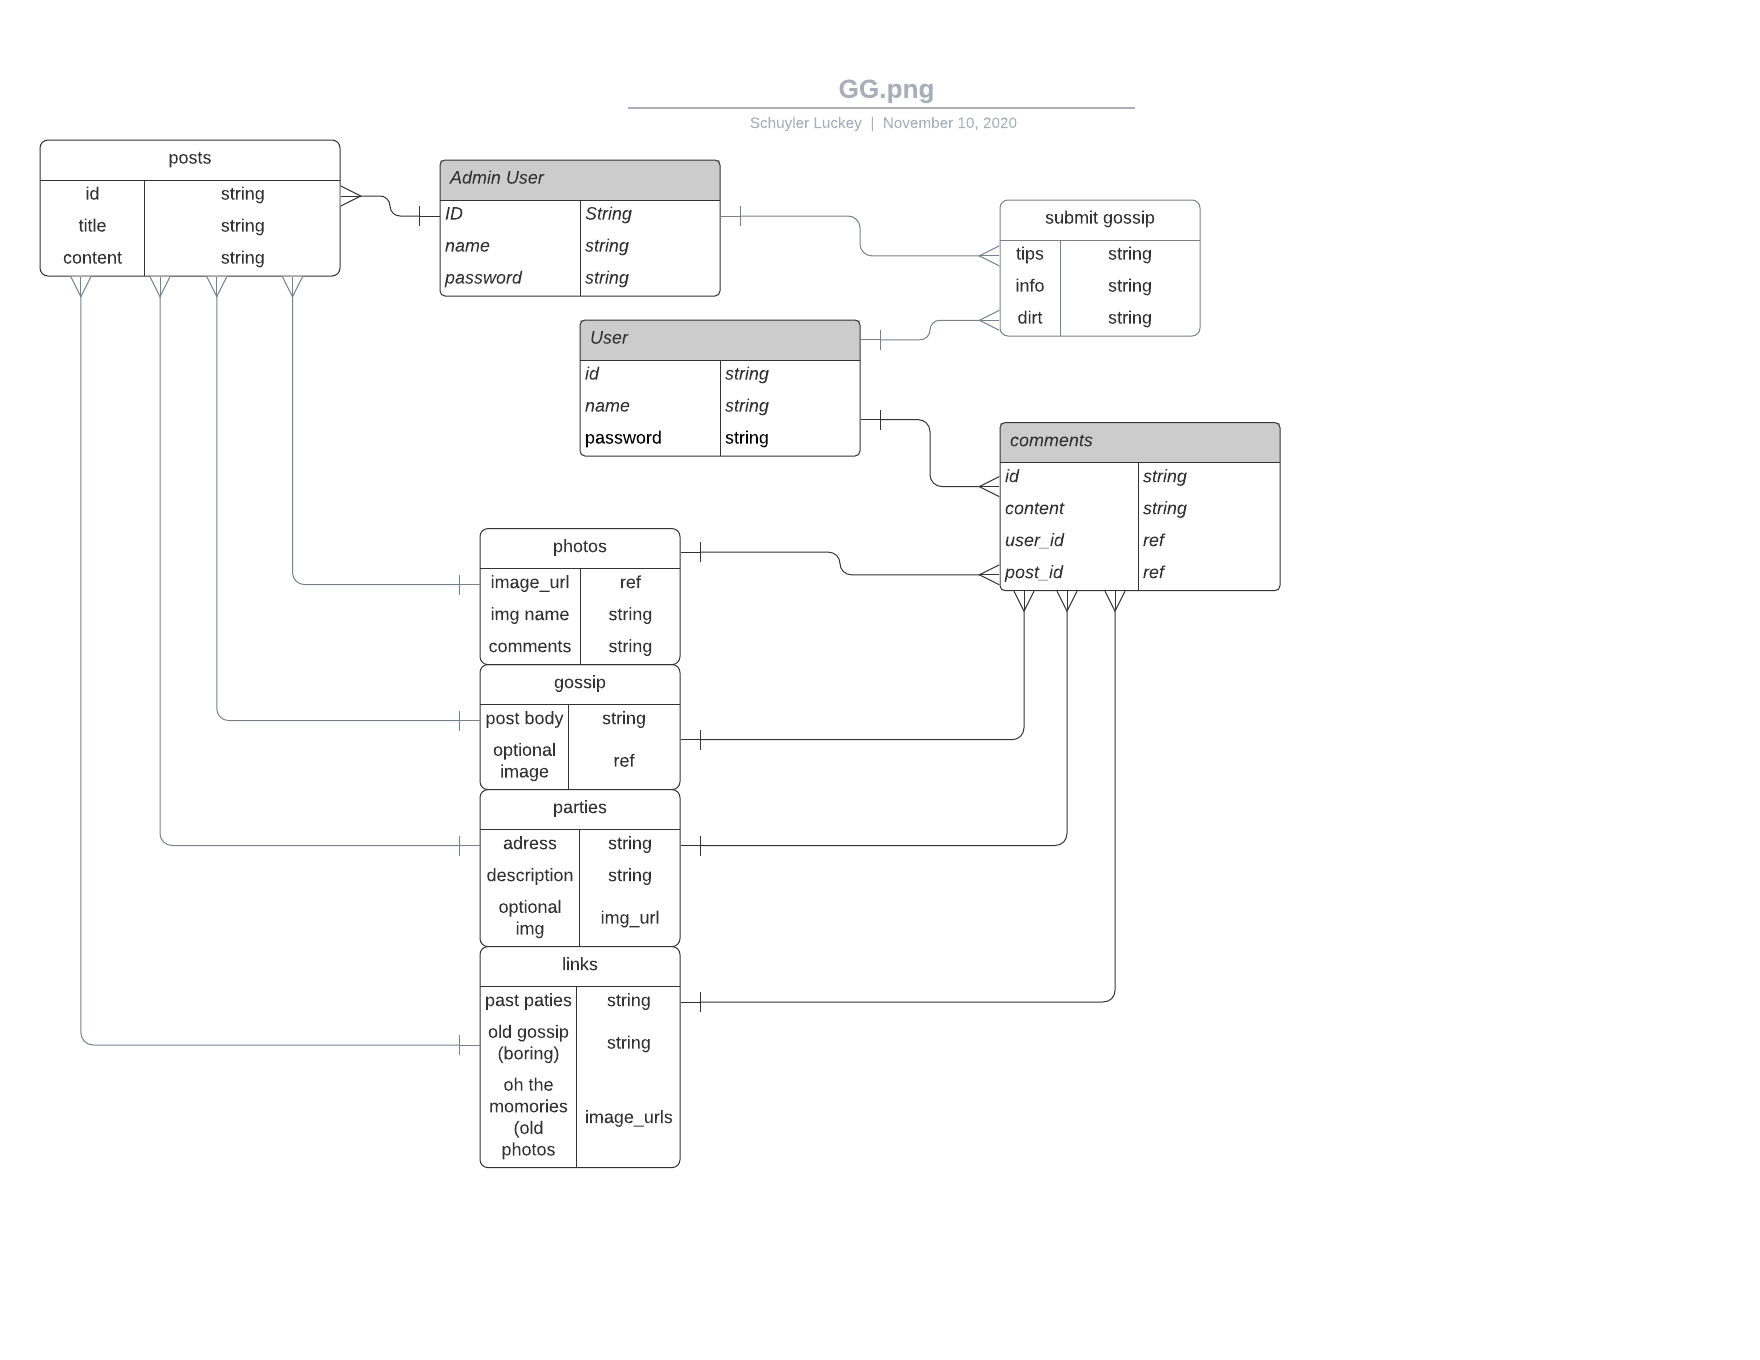 GG.png
Schuyler Luckey | November 10, 2020
posts
id string
title string
content string
Admin User
ID String
name string
password string
submit gossip
tips string
info string
dirt string
User
id string
name string
password string
comments
id string
content string
user_id ref
post_id ref
photos
image_url ref
img name string
comments string
gossip
post body string
optional
image
ref
parties
adress string
description string
optional
img
img_url
links
past paties string
old gossip
(boring)
string
oh the
momories
(old
photos
image_urls